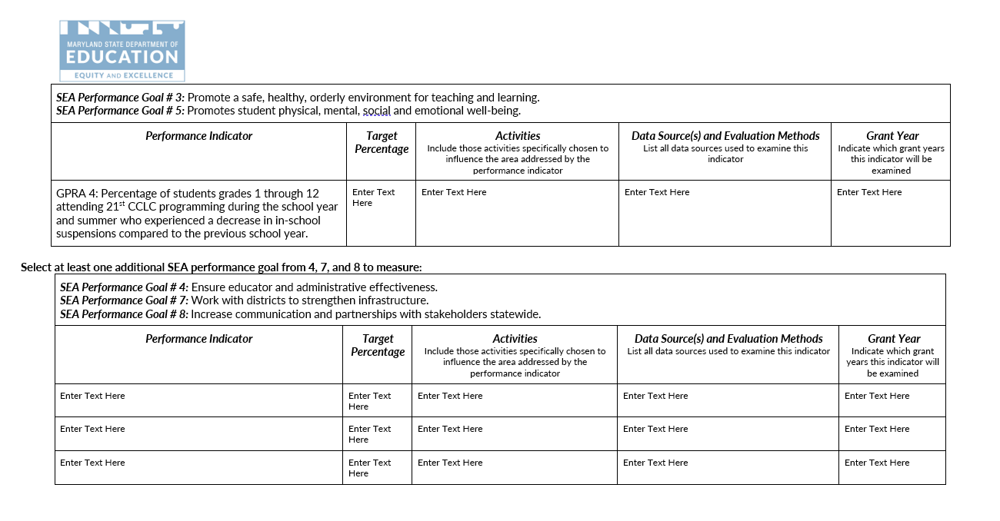 MARYLAND STATE DEPARTMENT OF
EDUCATION
EQUITY AND EXCELLENCE
SEA Performance Goal # 3: Promote a safe, healthy, orderly environment for teaching and learning.
SEA Performance Goal # 5: Promotes student physical, mental, social and emotional well-being.
Performance Indicator
Target
Percentage
Activities
Include those activities specifically chosen to
influence the area addressed by the
performance indicator
Data Source(s) and Evaluation Methods
List all data sources used to examine this
indicator
Grant Year
Indicate which grant years
this indicator will be
examined
GPRA 4: Percentage of students grades 1 through 12
attending 21st CCLC programming during the school year
and summer who experienced a decrease in in-school
suspensions compared to the previous school year.
Enter Text
Here
Enter Text Here
Enter Text Here
Enter Text Here
Select at least one additional SEA performance goal from 4, 7, and 8 to measure:
SEA Performance Goal # 4: Ensure educator and administrative effectiveness.
SEA Performance Goal # 7: Work with districts to strengthen infrastructure.
SEA Performance Goal # 8: Increase communication and partnerships with stakeholders statewide.
Performance Indicator
Target
Percentage
Activities
Include those activities specifically chosen to
influence the area addressed by the
performance indicator
Data Source(s) and Evaluation Methods
List all data sources used to examine this indicator
Grant Year
Indicate which grant
years this indicator will
be examined
Enter Text Here
Enter Text
Here
Enter Text Here
Enter Text Here
Enter Text Here
Enter Text Here
Enter Text
Here
Enter Text Here
Enter Text Here
Enter Text Here
Enter Text Here
Enter Text
Here
Enter Text Here
Enter Text Here
Enter Text Here